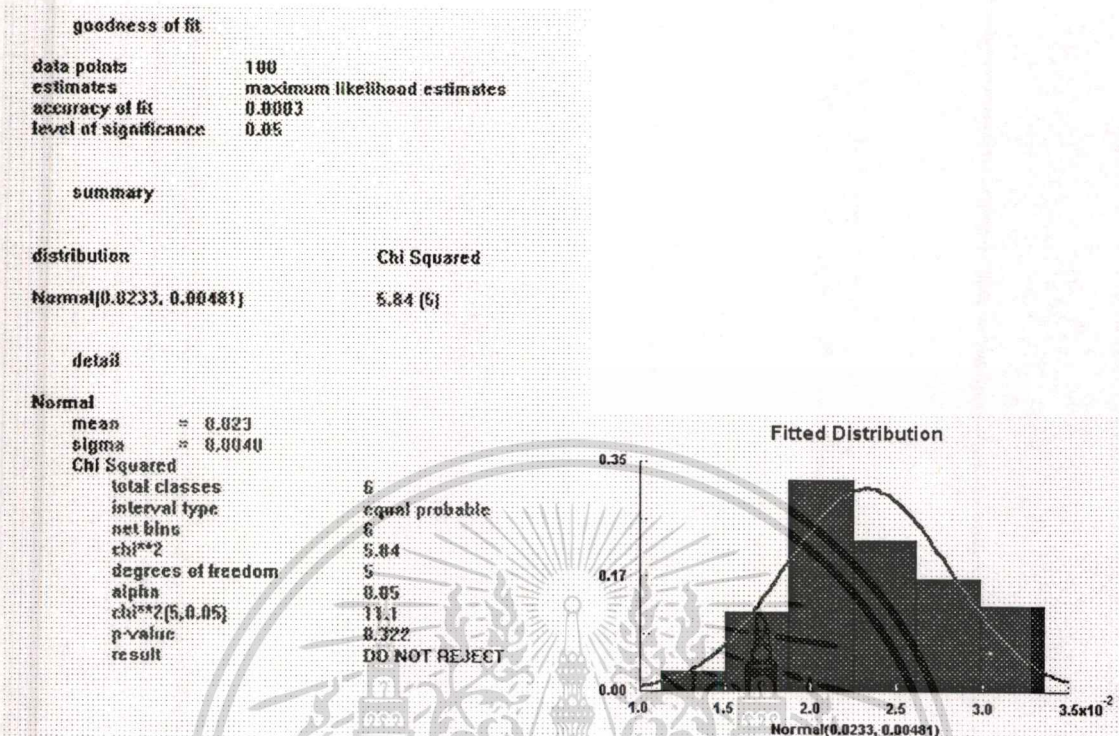 goodness of fit
data points 100
estimates maximum likelihood estimates
accuracy of fit 0.0003
level of significance 0.05
summary
distribution Chi Squared
Normal(0.0233, 0.00481) 5.84 (5)
detail
Normal
mean = 0.023
sigma = 0.0048
Chi Squared
total classes 6
interval type equal probable
net bins 6
chi**2 5.84
degrees of freedom 5
alpha 0.05
chi**2(5,0.05) 11.1
p-value 0.322
result DO NOT REJECT
Fitted Distribution
0.35
0.17
0.00
1.0 1.5 2.0 2.5 3.0 3.5x10-2
Normal(0.0233, 0.00481)